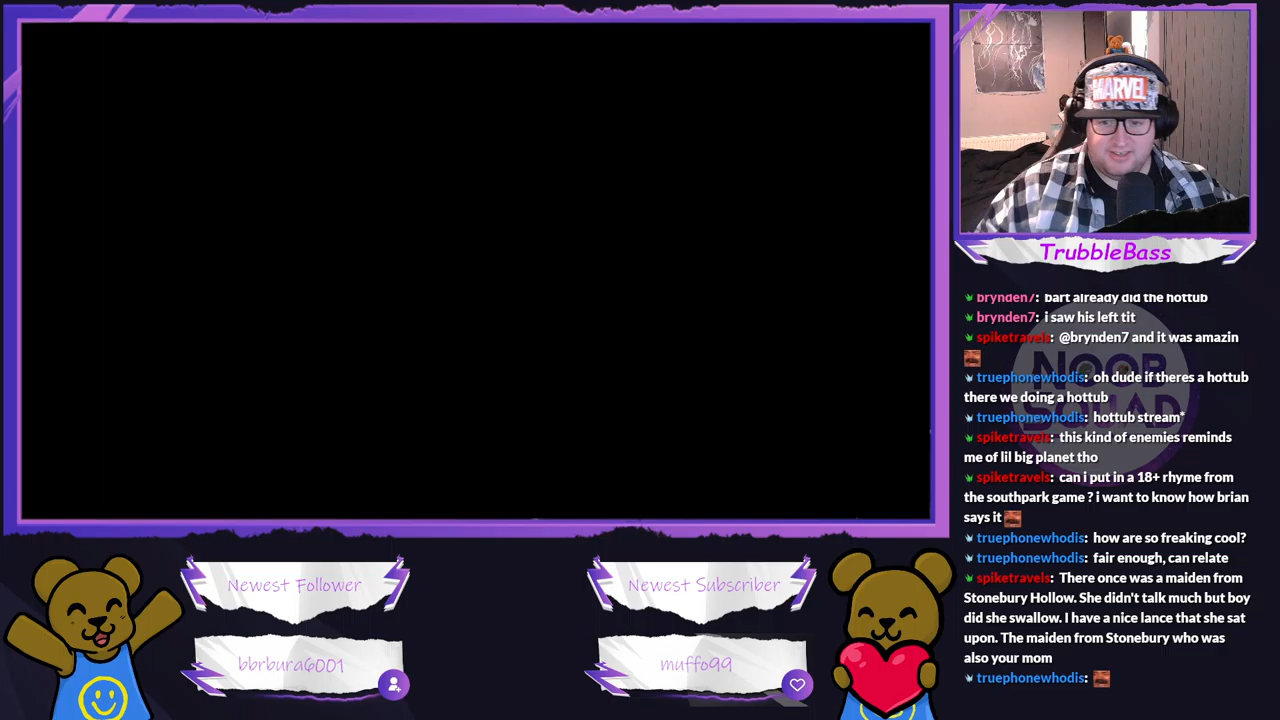 MARVEL
TrubbleBass
NOOB
SQUAD
brynden7: bart already did the hottub
brynden7: i saw his left tit
spiketravels: @brynden7 and it was amazin
truephonewhodis: oh dude if theres a hottub
there we doing a hottub
truephonewhodis: hottub stream*
spiketravels: this kind of enemies reminds
me of lil big planet tho
spiketravels: can i put in a 18+ rhyme from
the southpark game ? i want to know how brian
says it
truephonewhodis: how are so freaking cool?
truephonewhodis: fair enough, can relate
spiketravels: There once was a maiden from
Stonebury Hollow. She didn't talk much but boy
did she swallow. I have a nice lance that she sat
upon. The maiden from Stonebury who was
also your mom
truephonewhodis:
Newest Follower
bbrbura6001
Newest Subscriber
muffo99